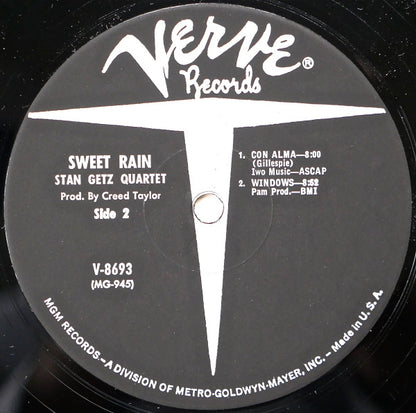 VERVE ®
Records
SWEET RAIN
STAN GETZ QUARTET
Prod. By Creed Taylor
Side 2
V-8693
(MG-945)
1. CON ALMA—8:00
(Gillespie)
Iwo Music—ASCAP
2. WINDOWS—8:52
Pam Prod.—BMI
MGM RECORDS—A DIVISION OF METRO-GOLDWYN-MAYER, INC.—Made in U.S.A.